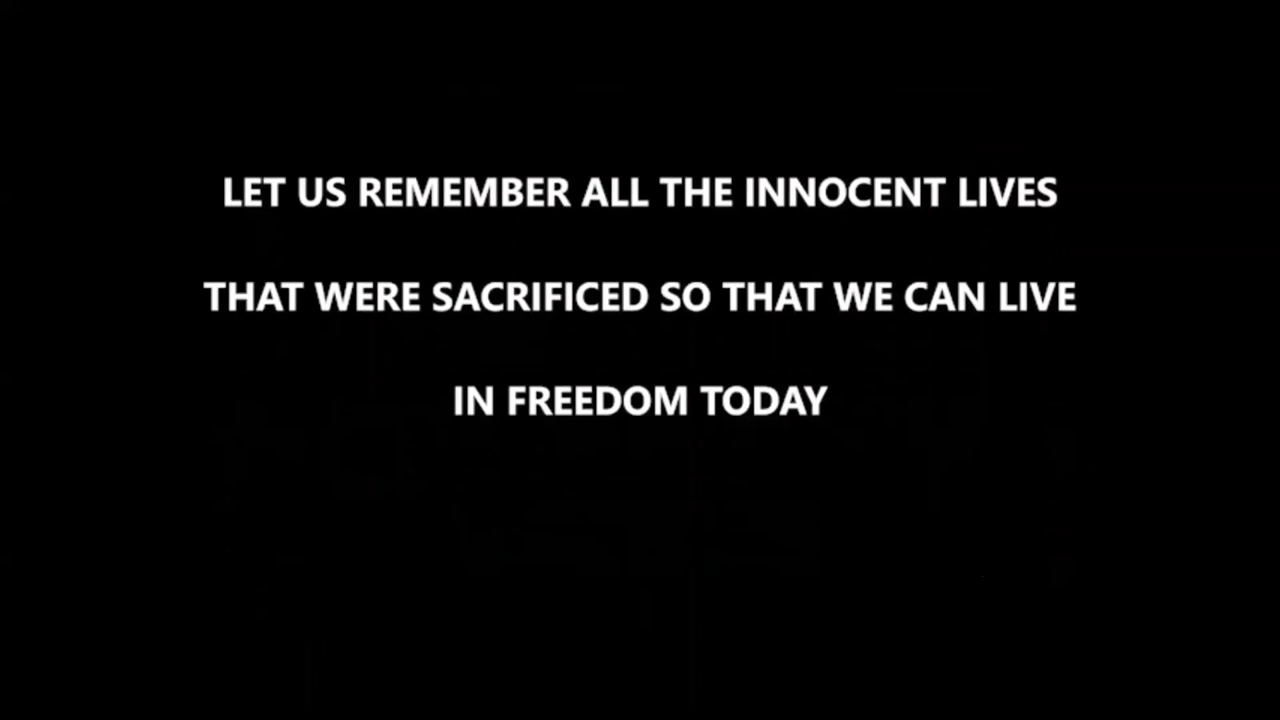 LET US REMEMBER ALL THE INNOCENT LIVES
THAT WERE SACRIFICED SO THAT WE CAN LIVE
IN FREEDOM TODAY